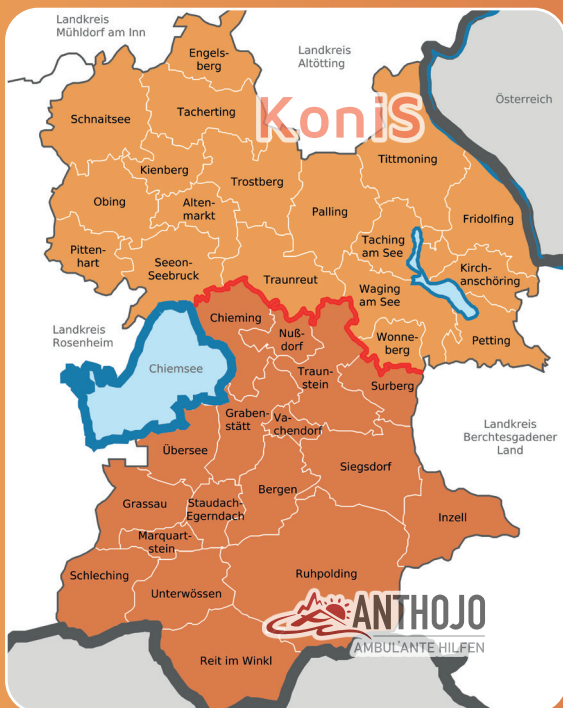 Landkreis
Mühldorf am Inn
Engels-
berg
Landkreis
Altötting
Österreich
KoniS
Schnaitsee
Tacherting
Tittmoning
Kienberg
Trostberg
Obing
Alten-
markt
Palling
Fridolfing
Pitten-
hart
Seeon-
Seebruck
Taching
am See
Kirch-
anschöring
Traunreut
Waging
am See
Chieming
Landkreis
Rosenheim
Nuß-
dorf
Wonne-
berg
Petting
Chiemsee
Traun-
stein
Surberg
Graben-
stätt
Va-
chendorf
Landkreis
Berchtesgadener
Land
Übersee
Siegsdorf
Bergen
Grassau
Staudach-
Egerndach
Inzell
Marquart-
stein
Schleching
Ruhpolding
Unterwössen
ANTHOJO
AMBULANTE HILFEN
Reit im Winkl